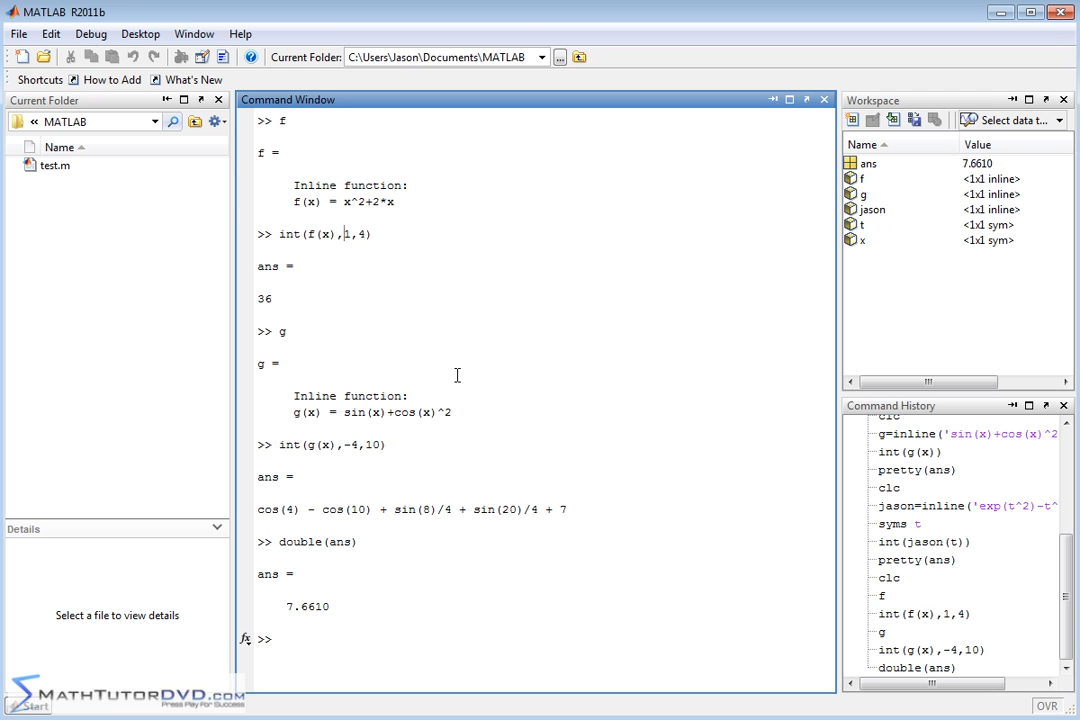 MATLAB R2011b
File Edit Debug Desktop Window Help
Current Folder: C:\Users\Jason\Documents\MATLAB
Shortcuts How to Add What's New
Current Folder
« MATLAB
Name
test.m
Details
Select a file to view details
Start
MATHTUTORDVD.COM
Press Play For Success
Command Window
>> f
f =
Inline function:
f(x) = x^2+2*x
>> int(f(x),1,4)
ans =
36
>> g
g =
Inline function:
g(x) = sin(x)+cos(x)^2
>> int(g(x),-4,10)
ans =
cos(4) - cos(10) + sin(8)/4 + sin(20)/4 + 7
>> double(ans)
ans =
7.6610
fx >>
Workspace
Select data t...
Name Value
ans 7.6610
f <1x1 inline>
g <1x1 inline>
jason <1x1 inline>
t <1x1 sym>
x <1x1 sym>
Command History
clc
g=inline('sin(x)+cos(x)^2
int(g(x))
pretty(ans)
clc
jason=inline('exp(t^2)-t^
syms t
int(jason(t))
pretty(ans)
clc
f
int(f(x),1,4)
g
int(g(x),-4,10)
double(ans)
OVR